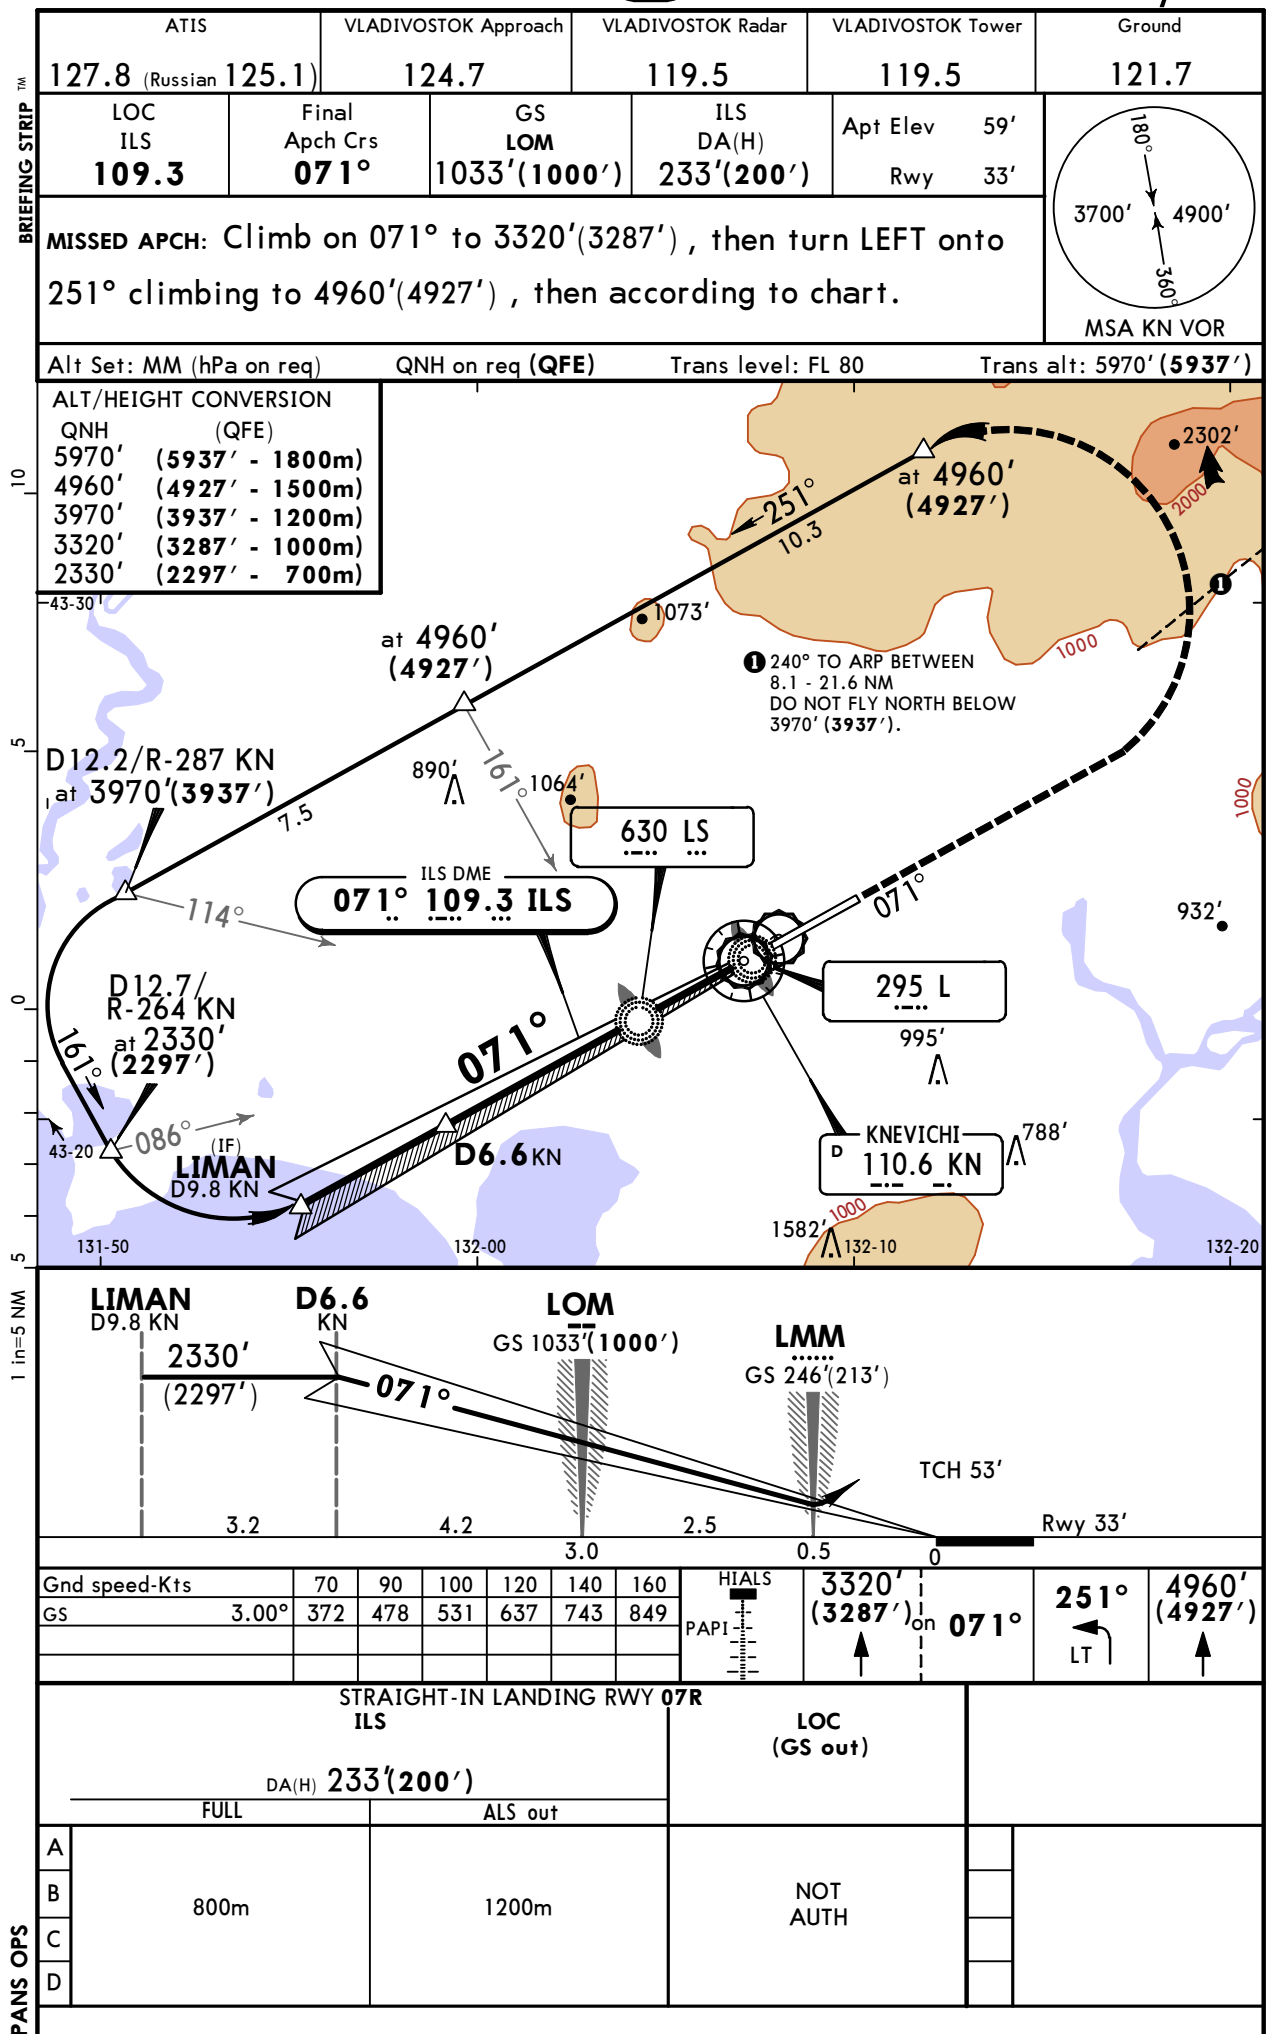 ATIS
127.8 (Russian 125.1)
VLADIVOSTOK Approach
124.7
VLADIVOSTOK Radar
119.5
VLADIVOSTOK Tower
119.5
Ground
121.7
BRIEFING STRIP TM
LOC
ILS
109.3
Final
Apch Crs
071°
GS
LOM
1033'(1000')
ILS
DA(H)
233'(200')
Apt Elev 59'
Rwy 33'
180°
3700' 4900'
360°
MSA KN VOR
MISSED APCH: Climb on 071° to 3320'(3287'), then turn LEFT onto
251° climbing to 4960'(4927'), then according to chart.
Alt Set: MM (hPa on req) QNH on req (QFE) Trans level: FL 80 Trans alt: 5970' (5937')
ALT/HEIGHT CONVERSION
QNH (QFE)
5970' (5937' - 1800m)
4960' (4927' - 1500m)
3970' (3937' - 1200m)
3320' (3287' - 1000m)
2330' (2297' - 700m)
2302'
2000
at 4960'
(4927')
251°
10.3
10
43-30
1073'
1
1000
at 4960'
(4927')
1 240° TO ARP BETWEEN
8.1 - 21.6 NM
DO NOT FLY NORTH BELOW
3970' (3937').
5
D12.2/R-287 KN
at 3970'(3937')
7.5
890'
161°
1064'
1000
630 LS
ILS DME
071° 109.3 ILS
071°
114°
932'
295 L
D12.7/
R-264 KN
at 2330'
(2297')
161°
0
071°
995'
086°
43-20
(IF)
LIMAN
D9.8 KN
D6.6 KN
KNEVICHI
D 110.6 KN
788'
1000
1582'
5
131-50
132-00
132-10
132-20
1 in=5 NM
LIMAN
D9.8 KN
D6.6
KN
LOM
GS 1033'(1000')
LMM
GS 246'(213')
2330'
(2297')
071°
TCH 53'
3.2
4.2
2.5
Rwy 33'
3.0
0.5
0
Gnd speed-Kts 70 90 100 120 140 160
GS 3.00° 372 478 531 637 743 849
HIALS
PAPI
3320'
(3287') on 071°
251°
LT
4960'
(4927')
STRAIGHT-IN LANDING RWY 07R
ILS
LOC
(GS out)
DA(H) 233'(200')
FULL
ALS out
A
B
C
D
800m
1200m
NOT
AUTH
PANS OPS